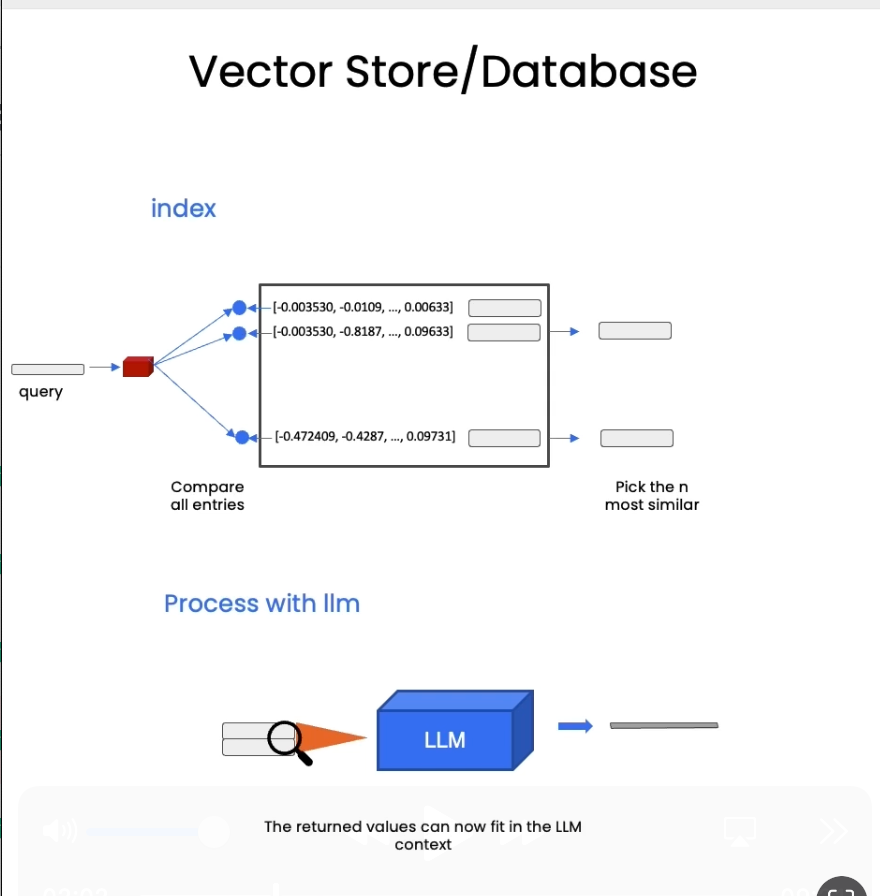 Vector Store/Database
index
[-0.003530, -0.0109, ..., 0.00633]
[-0.003530, -0.8187, ..., 0.09633]
query
[-0.472409, -0.4287, ..., 0.09731]
Compare
all entries
Pick the n
most similar
Process with llm
LLM
The returned values can now fit in the LLM
context